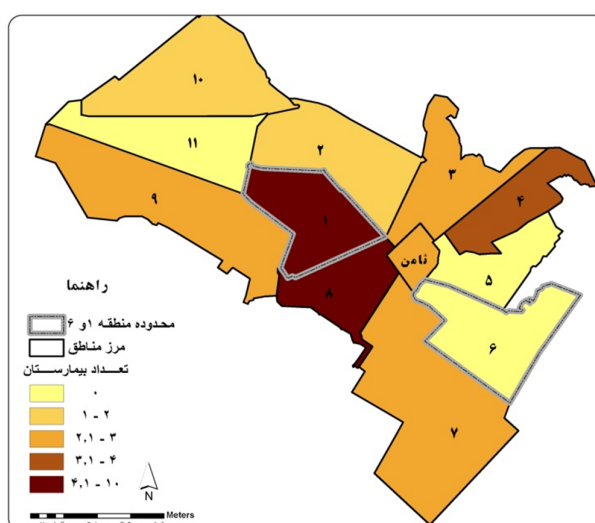 ۱۰
۱۱
۲
۳
۴
۹
۱
ثامن
۵
۸
۶
۷
راهنما
محدوده منطقه ۱ و ۶
مرز مناطق
تعداد بیمارستان
۰
۱ - ۲
۲,۱ - ۳
۳,۱ - ۴
۴,۱ - ۱۰
N
Meters